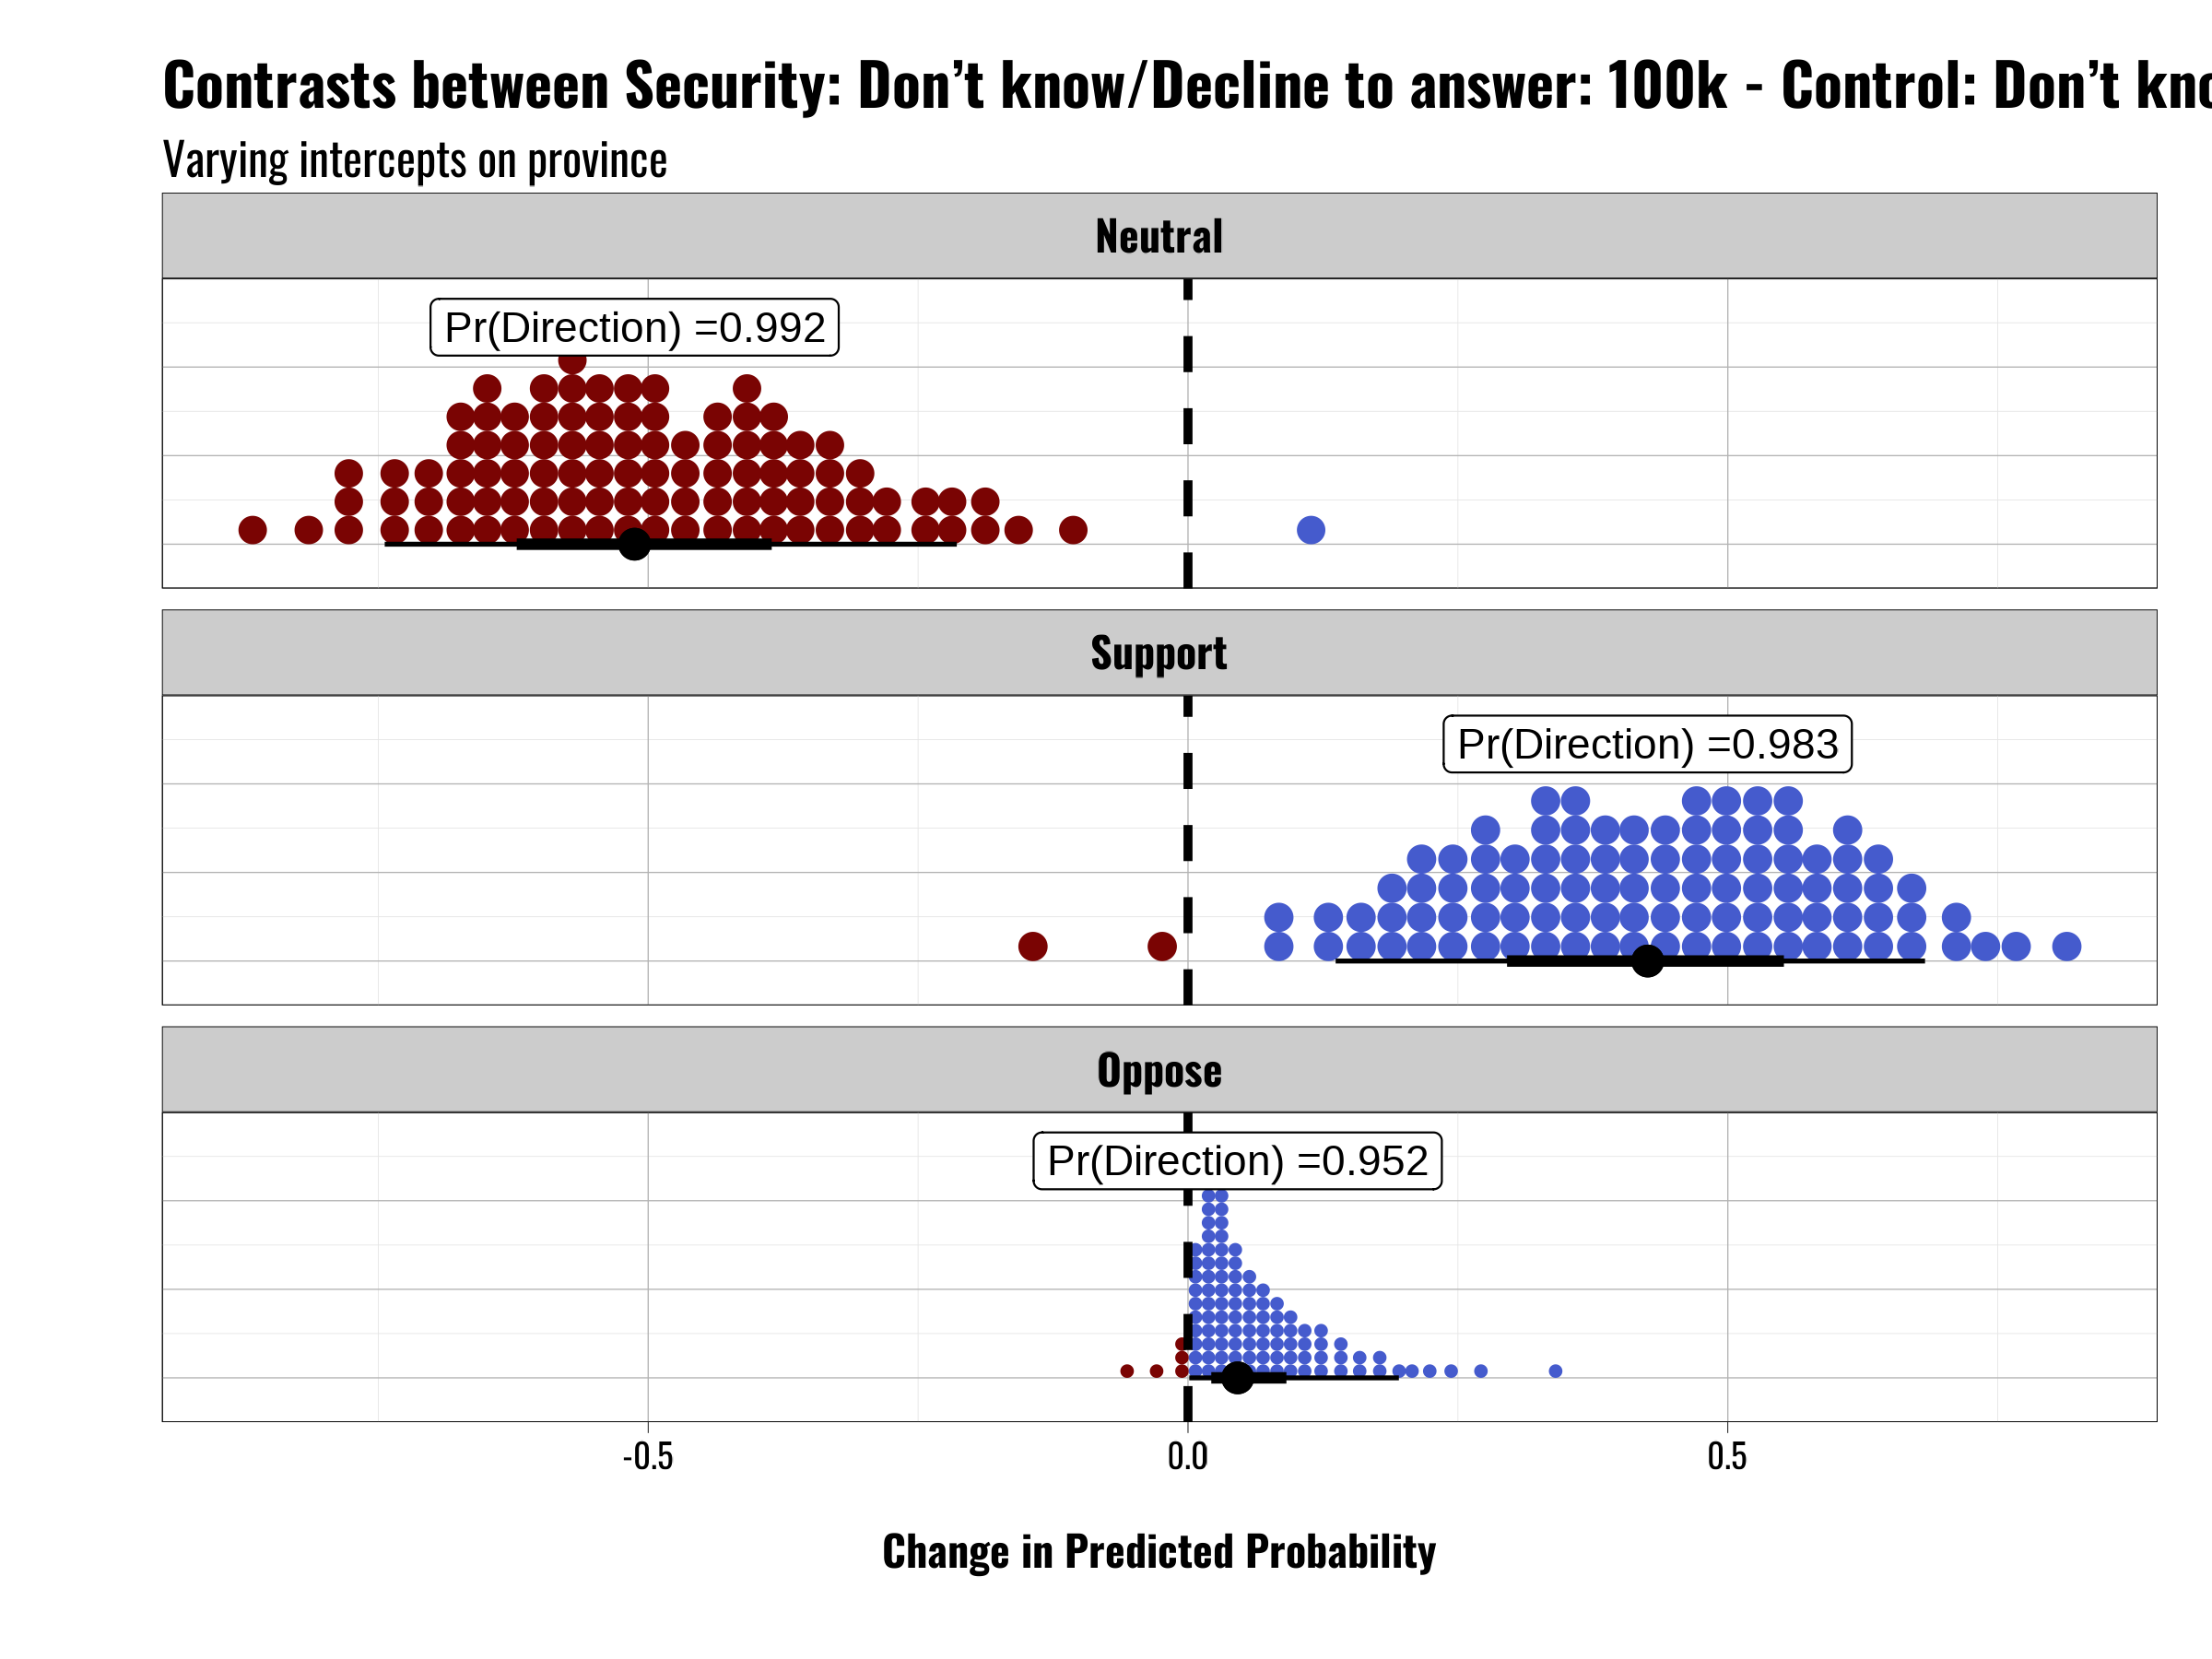 Contrasts between Security: Don’t know/Decline to answer: 100k - Control: Don’t kno
Varying intercepts on province
Neutral
Pr(Direction) =0.992
Support
Pr(Direction) =0.983
Oppose
Pr(Direction) =0.952
-0.5 0.0 0.5
Change in Predicted Probability